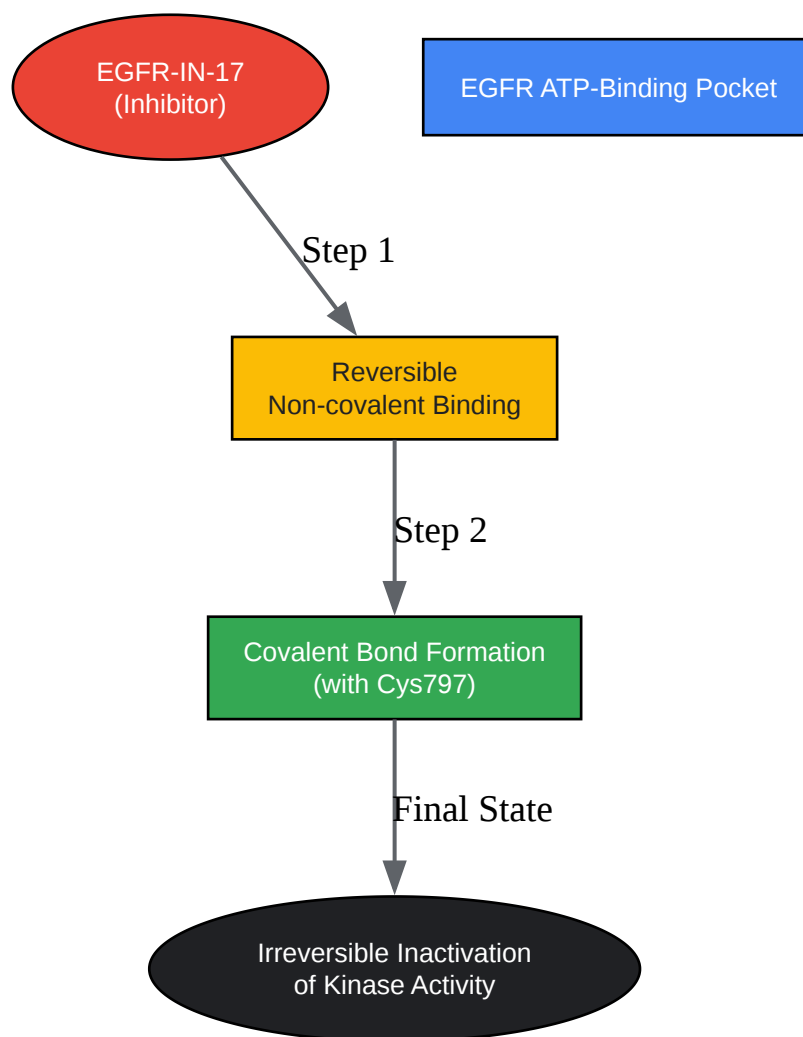 EGFR-IN-17
(Inhibitor)
EGFR ATP-Binding Pocket
Step 1
Reversible
Non-covalent Binding
Step 2
Covalent Bond Formation
(with Cys797)
Final State
Irreversible Inactivation
of Kinase Activity